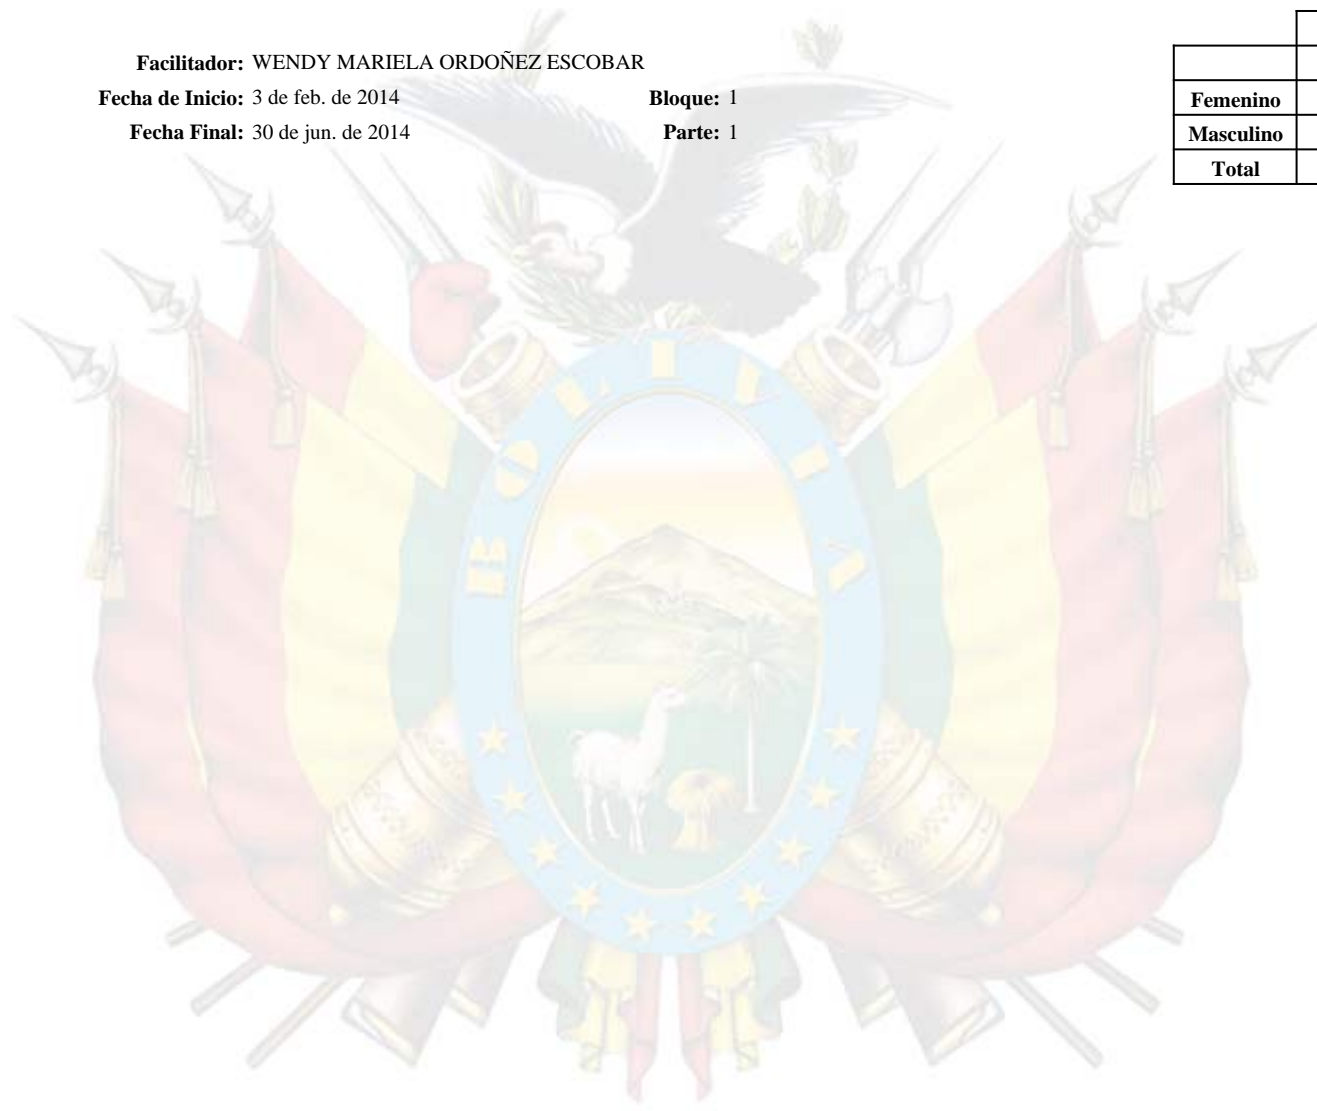 Facilitador: WENDY MARIELA ORDOÑEZ ESCOBAR
Fecha de Inicio: 3 de feb. de 2014 Bloque: 1
Fecha Final: 30 de jun. de 2014 Parte: 1
Femenino
Masculino
Total
BOLIVIA